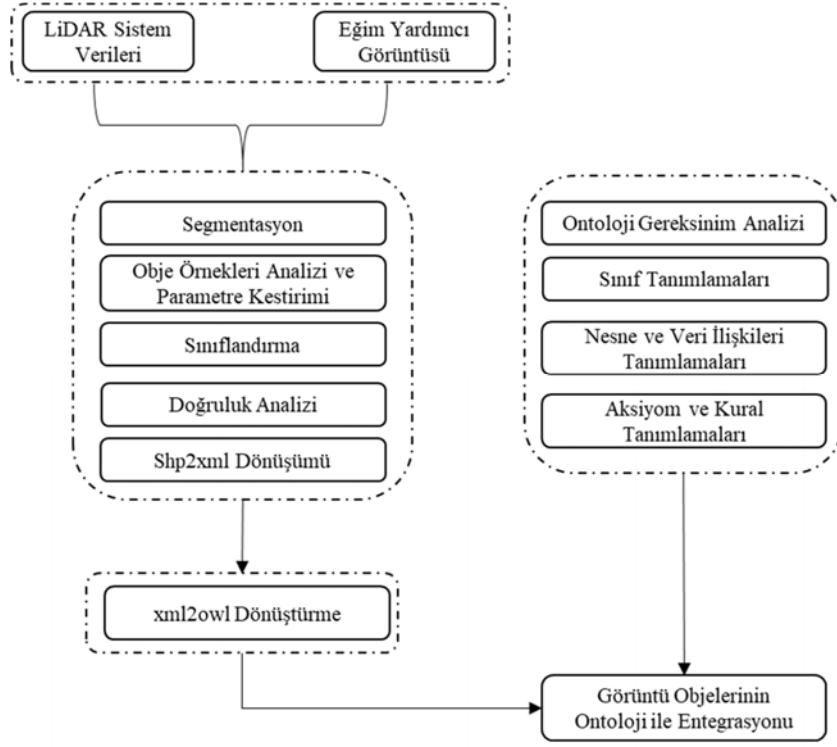 LiDAR Sistem
Verileri
Eğim Yardımcı
Görüntüsü
Segmentasyon
Obje Örnekleri Analizi ve
Parametre Kestirimi
Sınıflandırma
Doğruluk Analizi
Shp2xml Dönüşümü
xml2owl Dönüştürme
Ontoloji Gereksinim Analizi
Sınıf Tanımlamaları
Nesne ve Veri İlişkileri
Tanımlamaları
Aksiyom ve Kural
Tanımlamaları
Görüntü Objelerinin
Ontoloji ile Entegrasyonu